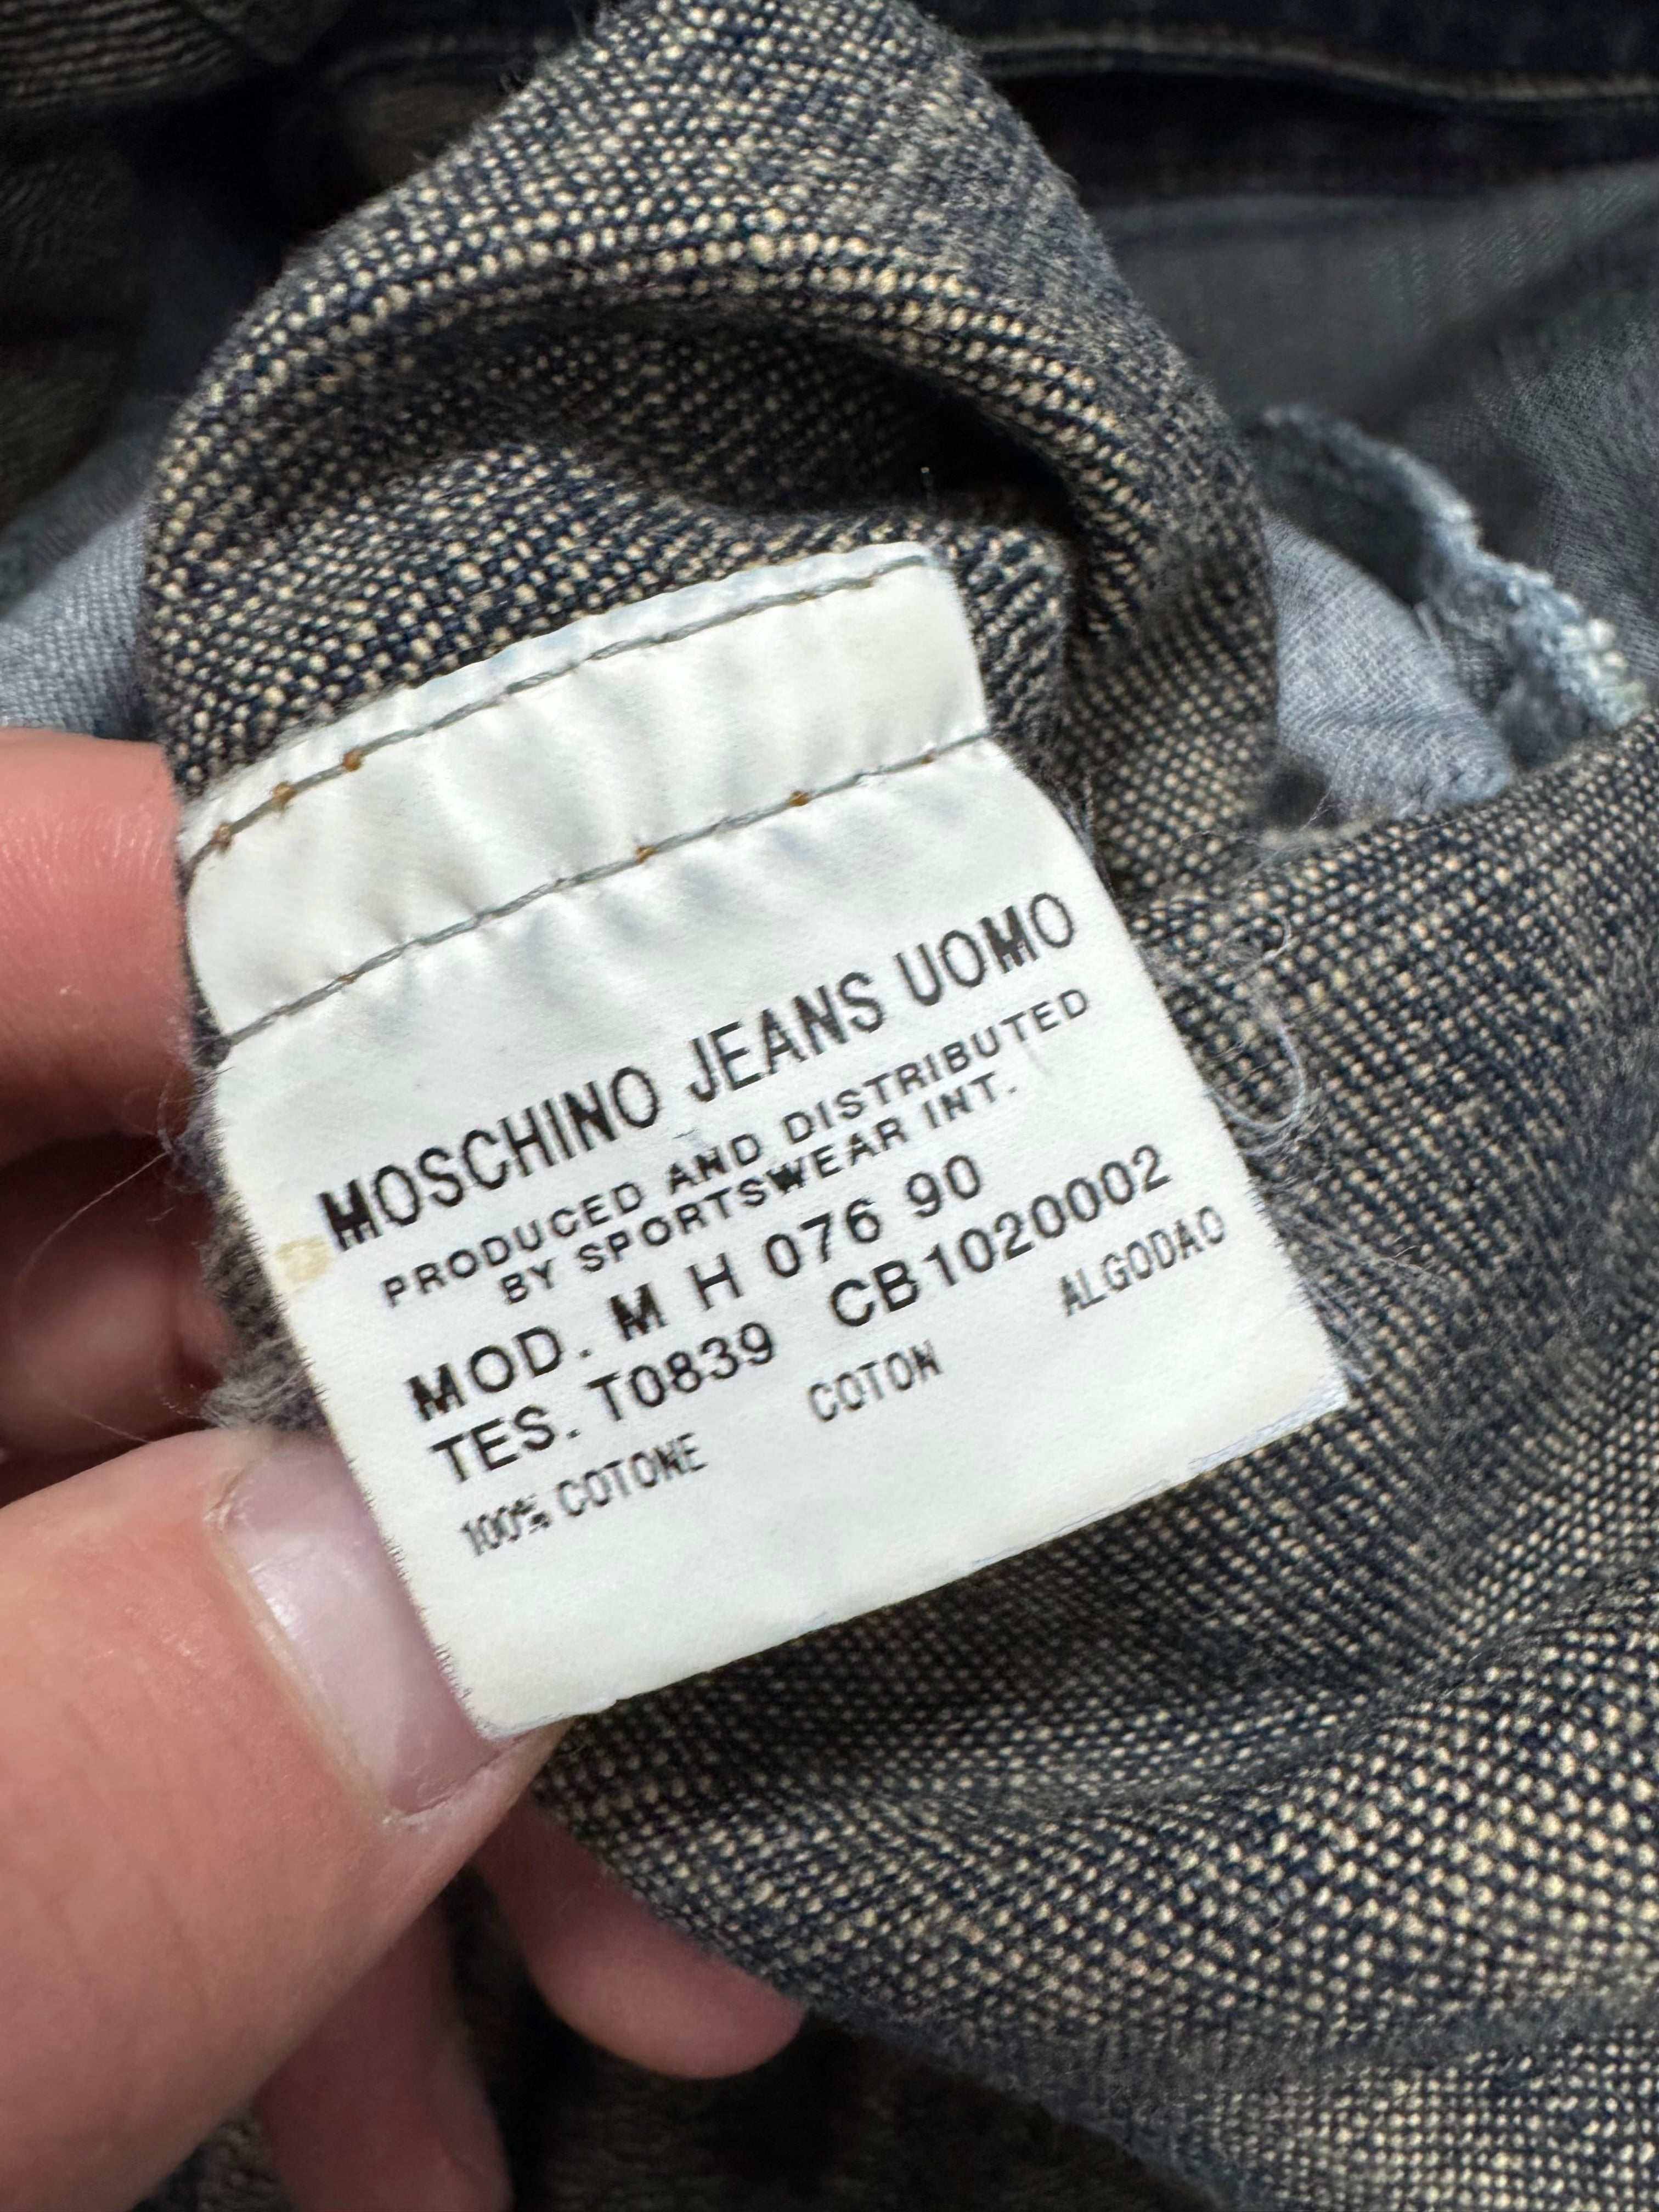 MOSCHINO JEANS UOMO
PRODUCED AND DISTRIBUTED
BY SPORTSWEAR INT.
MOD. M H 076 90
TES. T0839 CB1020002
100% COTONE COTON ALGODAO